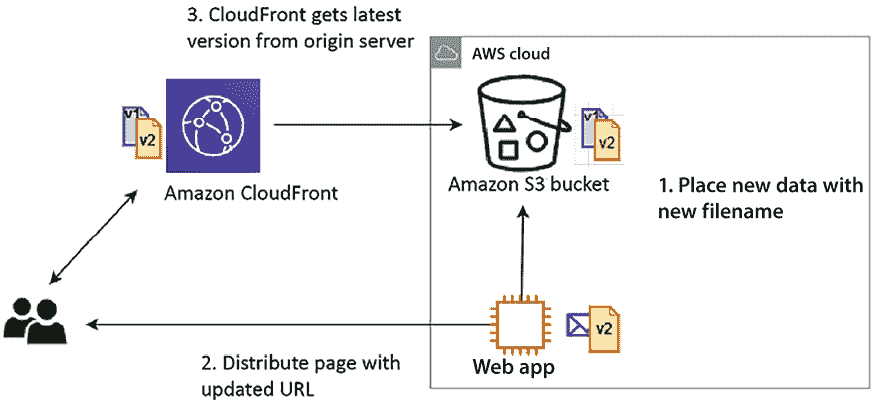 3. CloudFront gets latest
version from origin server
AWS cloud
v1
v2
v1
v2
Amazon CloudFront
Amazon S3 bucket
1. Place new data with
new filename
v2
2. Distribute page with
updated URL
Web app